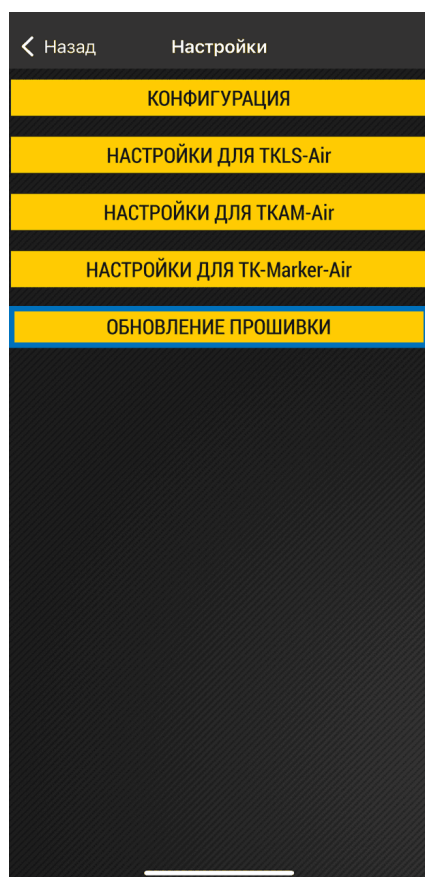 Назад
Настройки
КОНФИГУРАЦИЯ
НАСТРОЙКИ ДЛЯ TKLS-Air
НАСТРОЙКИ ДЛЯ TKAM-Air
НАСТРОЙКИ ДЛЯ TK-Marker-Air
ОБНОВЛЕНИЕ ПРОШИВКИ